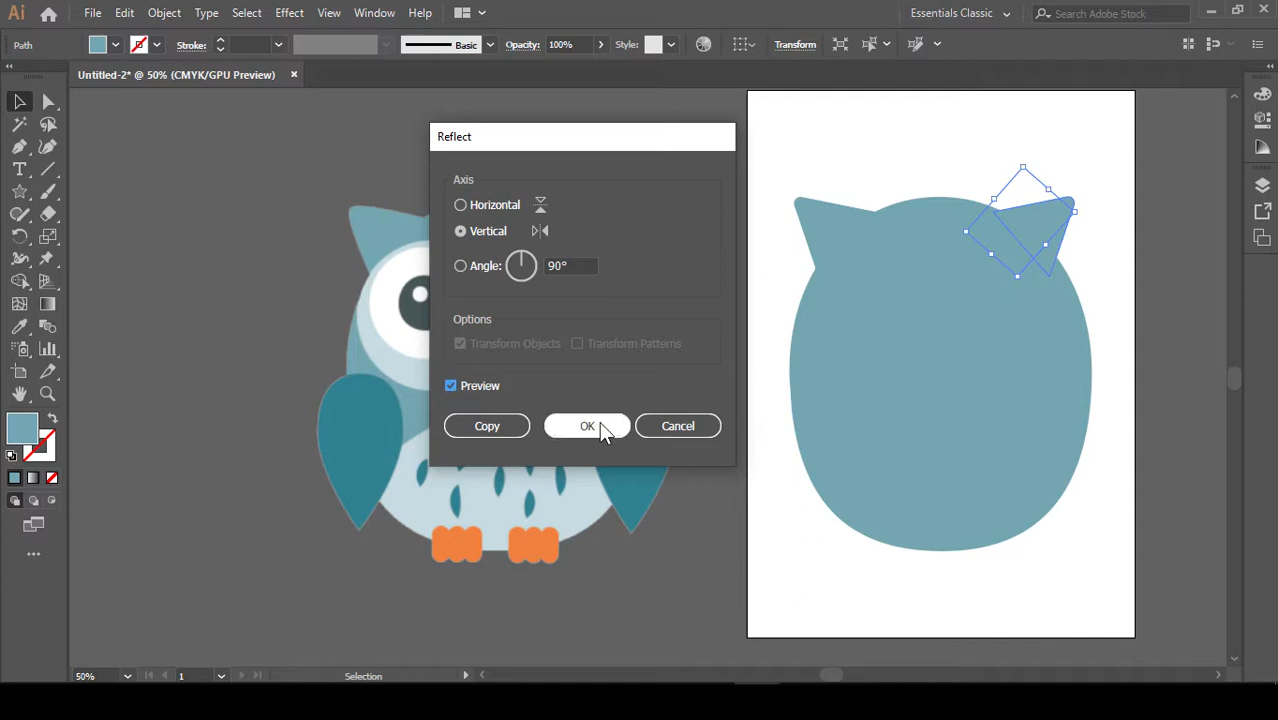 Ai File Edit Object Type Select Effect View Window Help Essentials Classic Search Adobe Stock
Path Stroke: Basic Opacity: 100% Style: Transform
Untitled-2* @ 50% (CMYK/GPU Preview)
Reflect
Axis
Horizontal
Vertical
Angle: 90°
Options
Transform Objects Transform Patterns
Preview
Copy OK Cancel
50% 1 Selection